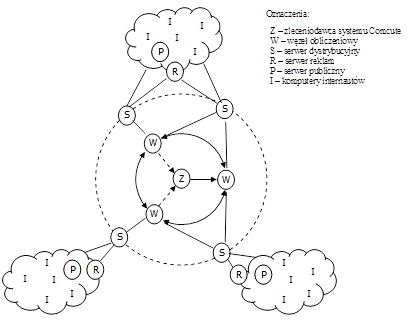 Oznaczenia:
Z – zleceniodawca systemu Comcute
W – węzeł obliczeniowy
S – serwer dystrybucyjny
R – serwer reklam
P – serwer publiczny
I – komputery internautów
I
I
I
I
I
P
I
R
S
S
W
Z
W
W
S
S
I
P
R
I
I
I
I
R
P
I
I
I
I
I